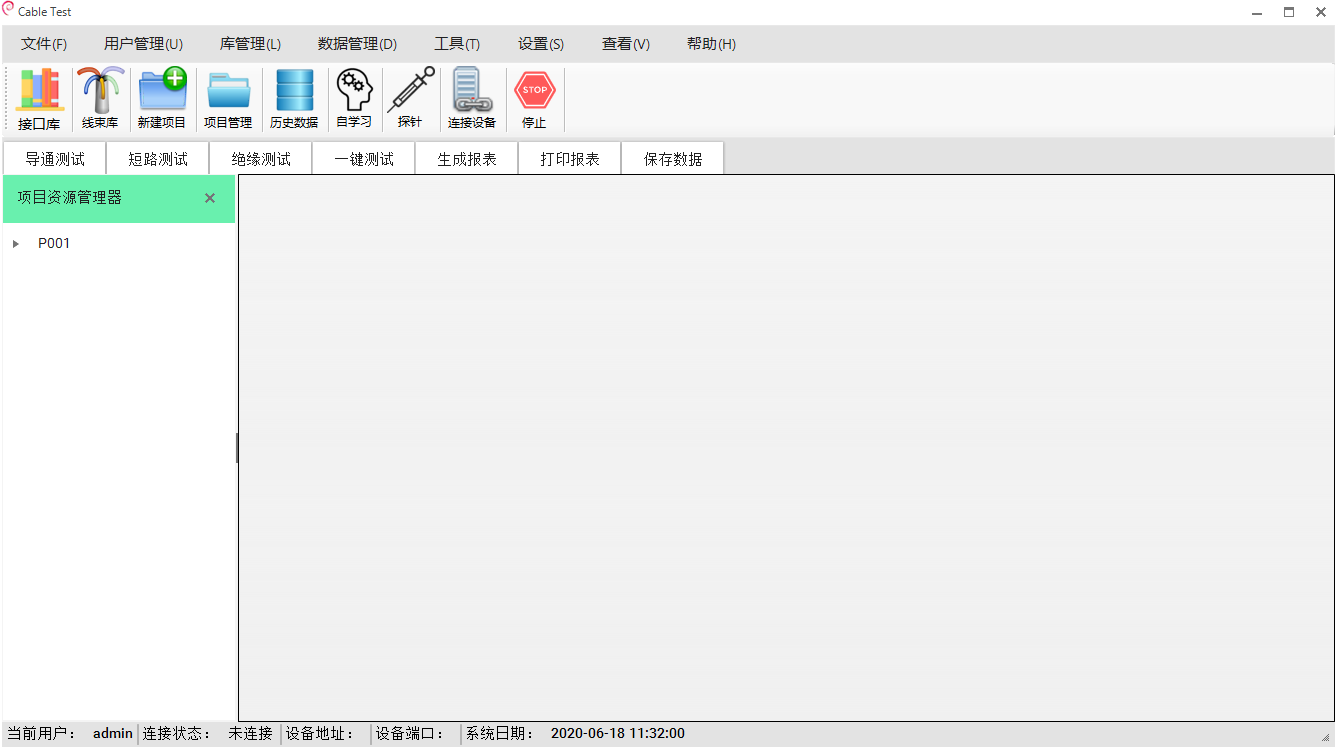 Cable Test
文件(F) 用户管理(U) 库管理(L) 数据管理(D) 工具(T) 设置(S) 查看(V) 帮助(H)
接口库 线束库 新建项目 项目管理 历史数据 自学习 探针 连接设备 STOP 停止
导通测试 短路测试 绝缘测试 一键测试 生成报表 打印报表 保存数据
项目资源管理器
P001
当前用户： admin 连接状态： 未连接 设备地址： 设备端口： 系统日期： 2020-06-18 11:32:00